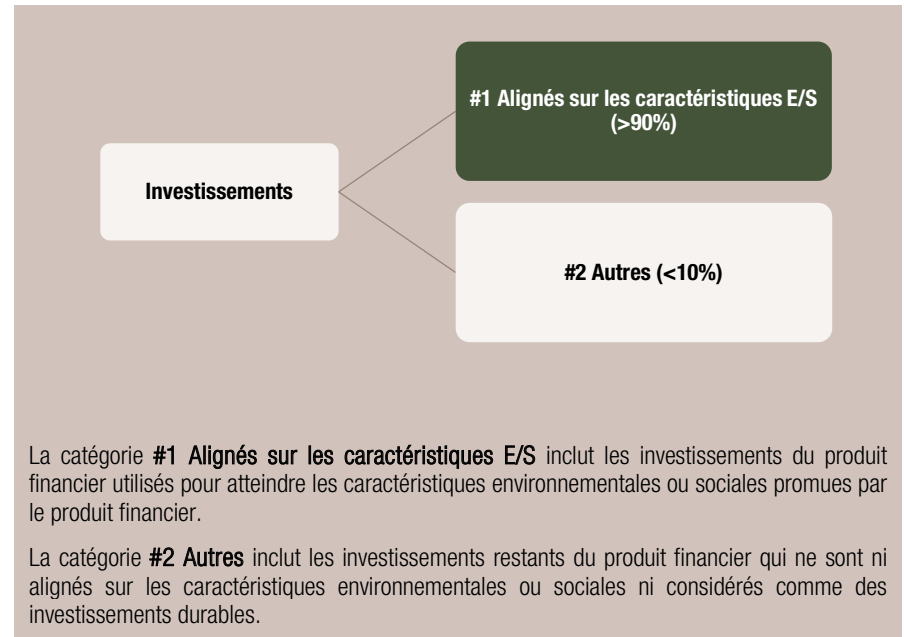 #1 Alignés sur les caractéristiques E/S
(>90%)
Investissements
#2 Autres (<10%)
La catégorie #1 Alignés sur les caractéristiques E/S inclut les investissements du produit
financier utilisés pour atteindre les caractéristiques environnementales ou sociales promues par
le produit financier.
La catégorie #2 Autres inclut les investissements restants du produit financier qui ne sont ni
alignés sur les caractéristiques environnementales ou sociales ni considérés comme des
investissements durables.